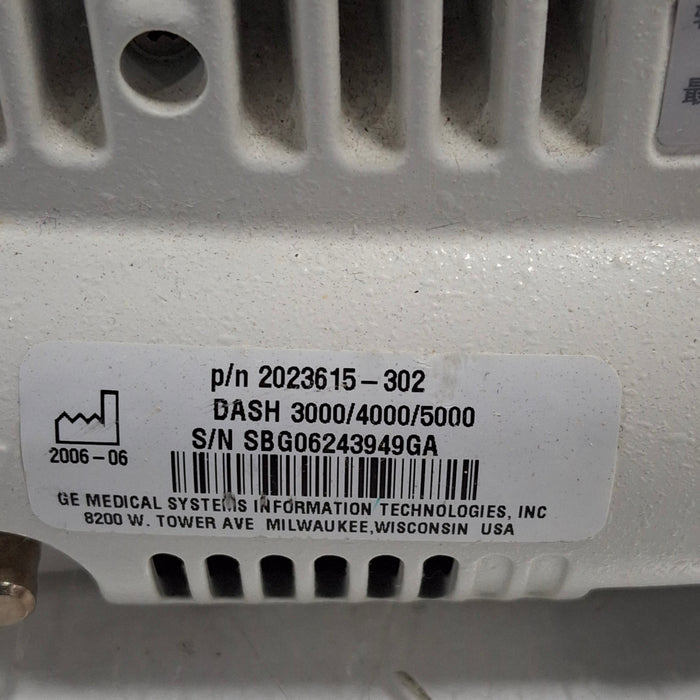 最
p/n 2023615-302
DASH 3000/4000/5000
S/N SBG06243949GA
2006-06
GE MEDICAL SYSTEMS INFORMATION TECHNOLOGIES, INC
8200 W. TOWER AVE MILWAUKEE,WISCONSIN USA